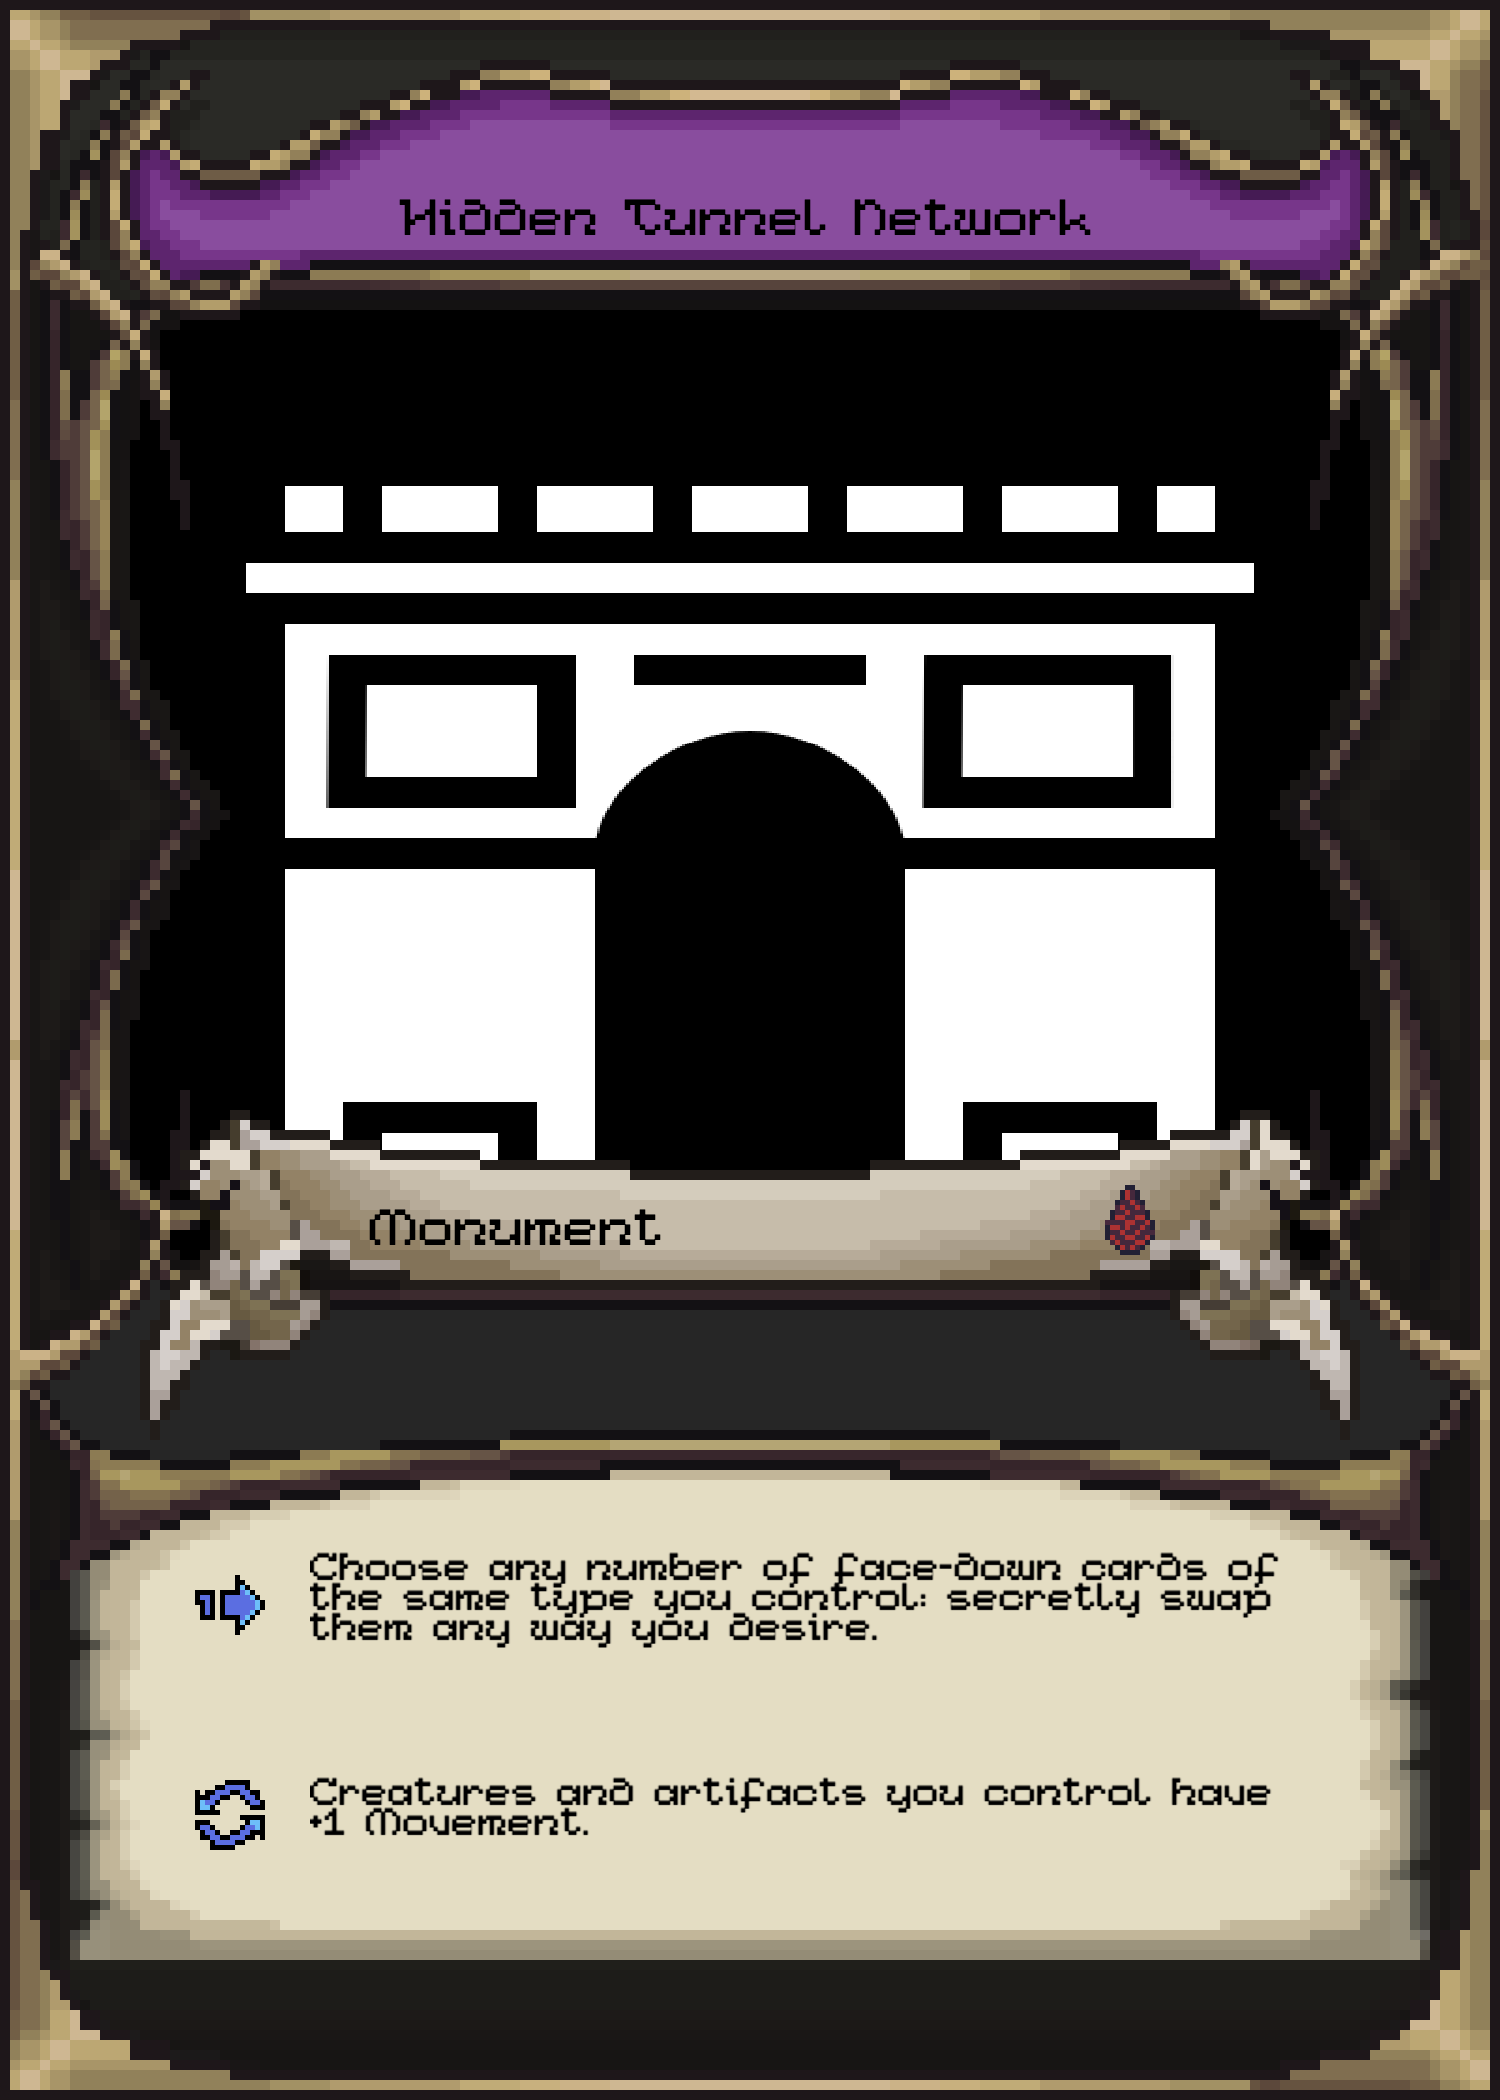 Hidden Tunnel Network
Monument
1
Choose any number of face-down cards of
the same type you control: secretly swap
them any way you desire.
Creatures and artifacts you control have
+1 Movement.